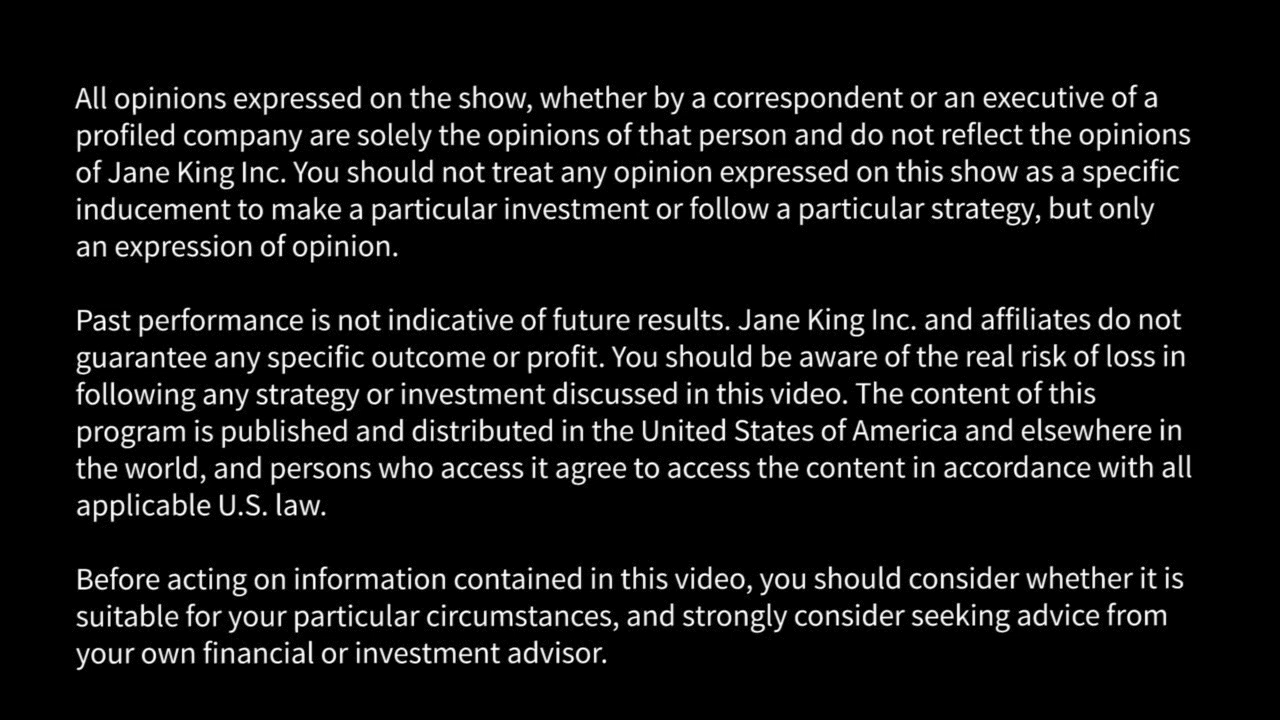 All opinions expressed on the show, whether by a correspondent or an executive of a
profiled company are solely the opinions of that person and do not reflect the opinions
of Jane King Inc. You should not treat any opinion expressed on this show as a specific
inducement to make a particular investment or follow a particular strategy, but only
an expression of opinion.
Past performance is not indicative of future results. Jane King Inc. and affiliates do not
guarantee any specific outcome or profit. You should be aware of the real risk of loss in
following any strategy or investment discussed in this video. The content of this
program is published and distributed in the United States of America and elsewhere in
the world, and persons who access it agree to access the content in accordance with all
applicable U.S. law.
Before acting on information contained in this video, you should consider whether it is
suitable for your particular circumstances, and strongly consider seeking advice from
your own financial or investment advisor.